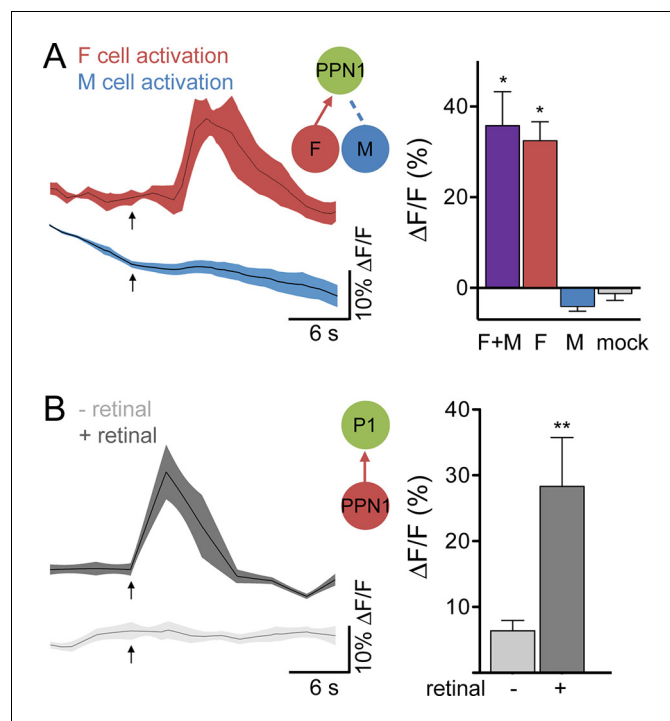 A
F cell activation
M cell activation
PPN1
F M
10% ΔF/F
6 s
*
*
40
20
0
ΔF/F (%)
F+M F M mock
B
- retinal
+ retinal
P1
PPN1
10% ΔF/F
6 s
**
40
30
20
10
ΔF/F (%)
retinal - +